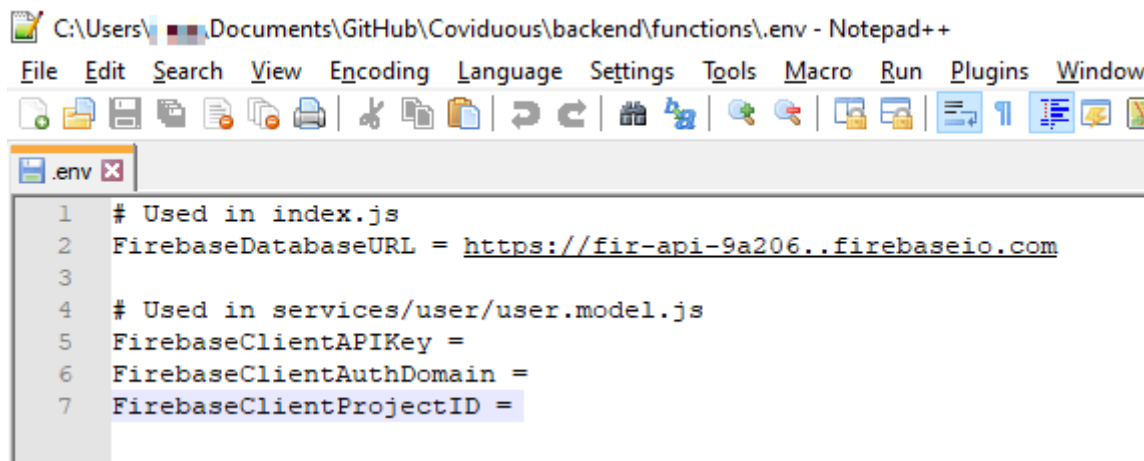 C:\Users\ \Documents\GitHub\Coviduous\backend\functions\.env - Notepad++
File Edit Search View Encoding Language Settings Tools Macro Run Plugins Window
.env
1 # Used in index.js
2 FirebaseDatabaseURL = https://fir-api-9a206..firebaseio.com
3
4 # Used in services/user/user.model.js
5 FirebaseClientAPIKey =
6 FirebaseClientAuthDomain =
7 FirebaseClientProjectID =